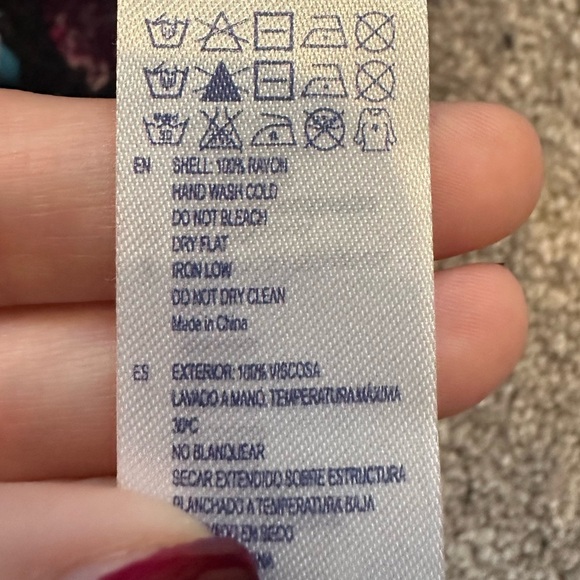 EN SHELL: 100% RAYON
HAND WASH COLD
DO NOT BLEACH
DRY FLAT
IRON LOW
DO NOT DRY CLEAN
Made in China
ES EXTERIOR: 100% VISCOSA
LAVADO A MANO, TEMPERATURA MÁXIMA
30ºC
NO BLANQUEAR
SECAR EXTENDIDO SOBRE ESTRUCTURA
PLANCHADO A TEMPERATURA BAJA
EN SECO